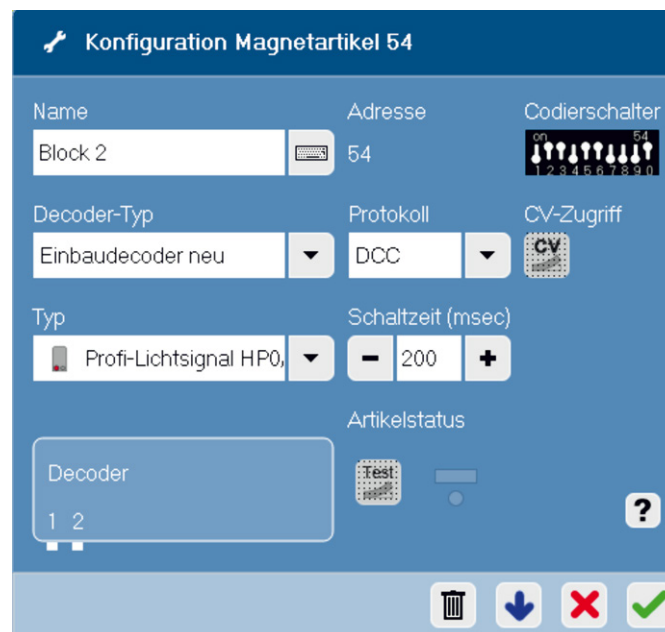 Konfiguration Magnetartikel 54
Name Adresse Codierschalter
Block 2 54 on 54
1 2 3 4 5 6 7 8 9 0
Decoder-Typ Protokoll CV-Zugriff
Einbaudecoder neu DCC CV
Typ Schaltzeit (msec)
Profi-Lichtsignal HP0, - 200 +
Artikelstatus
Decoder Test
1 2 ?